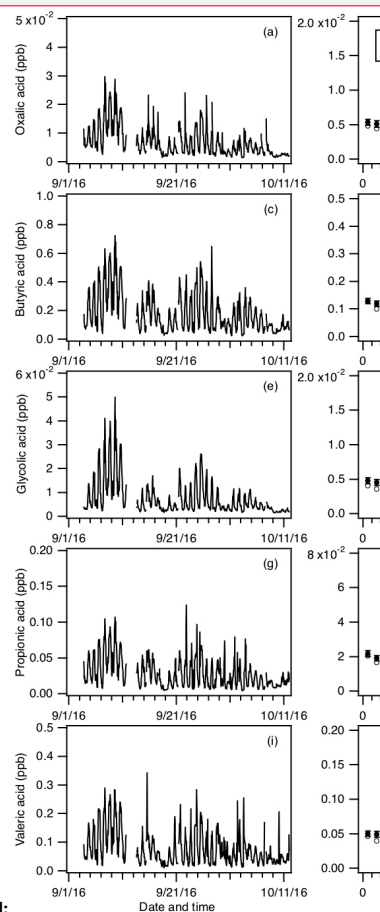 5 x10-2
4
3
2
1
0
Oxalic acid (ppb)
(a)
9/1/16 9/21/16 10/11/16
2.0 x10-2
1.5
1.0
0.5
0.0
0
1.0
0.8
0.6
0.4
0.2
0.0
Butyric acid (ppb)
(c)
9/1/16 9/21/16 10/11/16
0.5
0.4
0.3
0.2
0.1
0.0
0
6 x10-2
5
4
3
2
1
0
Glycolic acid (ppb)
(e)
9/1/16 9/21/16 10/11/16
2.0 x10-2
1.5
1.0
0.5
0.0
0
0.20
0.15
0.10
0.05
0.00
Propionic acid (ppb)
(g)
9/1/16 9/21/16 10/11/16
8 x10-2
6
4
2
0
0
0.5
0.4
0.3
0.2
0.1
0.0
Valeric acid (ppb)
(i)
9/1/16 9/21/16 10/11/16
Date and time
0.20
0.15
0.10
0.05
0.00
0